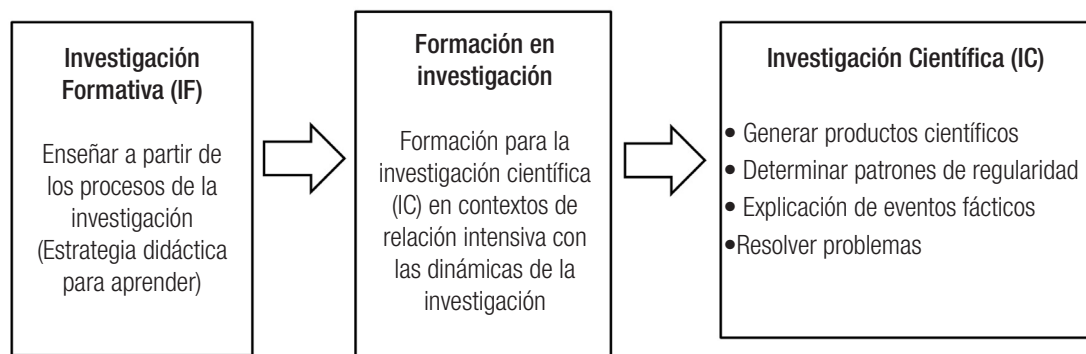 Investigación
Formativa (IF)
Enseñar a partir de
los procesos de la
investigación
(Estrategia didáctica
para aprender)
Formación en
investigación
Formación para la
investigación científica
(IC) en contextos de
relación intensiva con
las dinámicas de la
investigación
Investigación Científica (IC)
• Generar productos científicos
• Determinar patrones de regularidad
• Explicación de eventos fácticos
•Resolver problemas